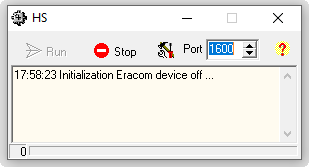 HS
Run Stop Port 1600 ?
17:58:23 Initialization Eracom device off ...
0